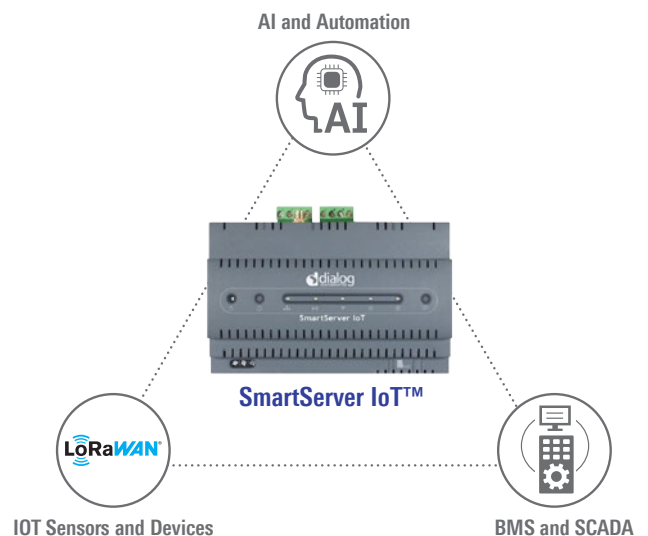 AI and Automation
AI
dialog
SmartServer IoT
SmartServer IoT™
LoRaWAN®
IOT Sensors and Devices
BMS and SCADA